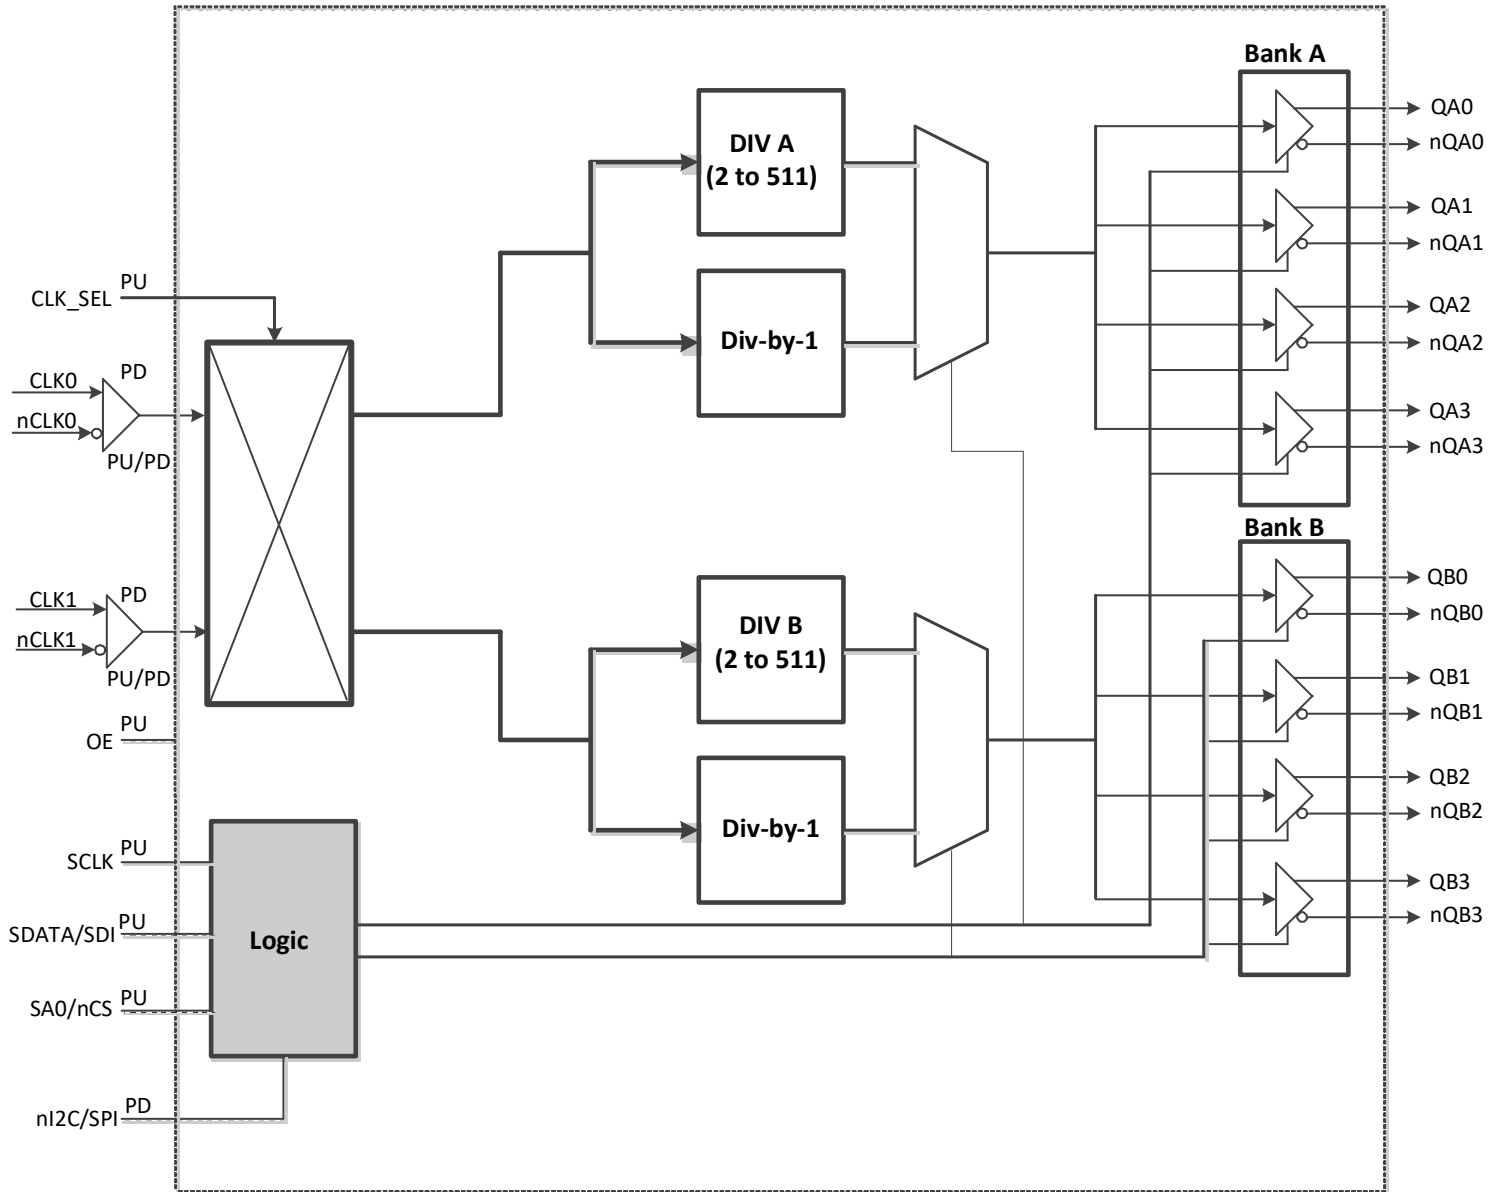 Bank A
QA0
DIV A
(2 to 511)
nQA0
QA1
nQA1
PU
CLK_SEL
QA2
Div-by-1
nQA2
PD
CLK0
nCLK0
QA3
nQA3
PU/PD
Bank B
QB0
PD
CLK1
nQB0
DIV B
(2 to 511)
nCLK1
PU/PD
QB1
nQB1
PU
OE
QB2
nQB2
Div-by-1
PU
SCLK
QB3
nQB3
PU
SDATA/SDI
Logic
PU
SA0/nCS
PD
nI2C/SPI